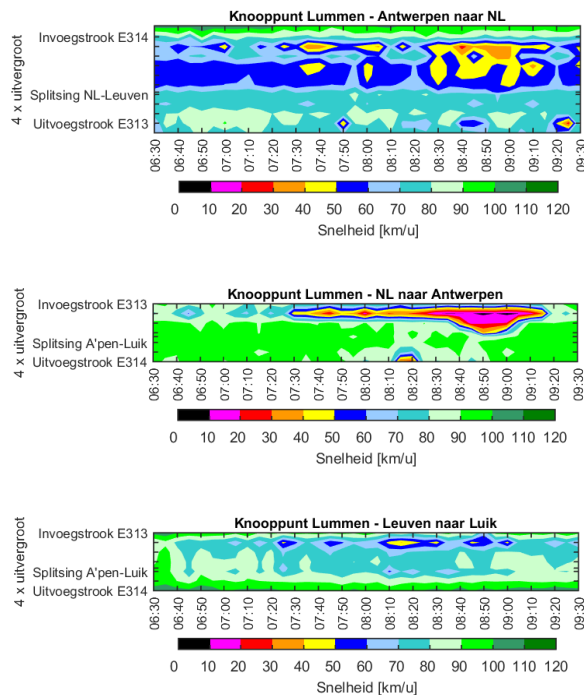 Knooppunt Lummen - Antwerpen naar NL
4 x uitvergroot
Invoegstrook E314
Splitsing NL-Leuven
Uitvoegstrook E313
06:30 06:40 06:50 07:00 07:10 07:20 07:30 07:40 07:50 08:00 08:10 08:20 08:30 08:40 08:50 09:00 09:10 09:20 09:30
0 10 20 30 40 50 60 70 80 90 100 110 120
Snelheid [km/u]
Knooppunt Lummen - NL naar Antwerpen
4 x uitvergroot
Invoegstrook E313
Splitsing A'pen-Luik
Uitvoegstrook E314
06:30 06:40 06:50 07:00 07:10 07:20 07:30 07:40 07:50 08:00 08:10 08:20 08:30 08:40 08:50 09:00 09:10 09:20 09:30
0 10 20 30 40 50 60 70 80 90 100 110 120
Snelheid [km/u]
Knooppunt Lummen - Leuven naar Luik
4 x uitvergroot
Invoegstrook E313
Splitsing A'pen-Luik
Uitvoegstrook E314
06:30 06:40 06:50 07:00 07:10 07:20 07:30 07:40 07:50 08:00 08:10 08:20 08:30 08:40 08:50 09:00 09:10 09:20 09:30
0 10 20 30 40 50 60 70 80 90 100 110 120
Snelheid [km/u]